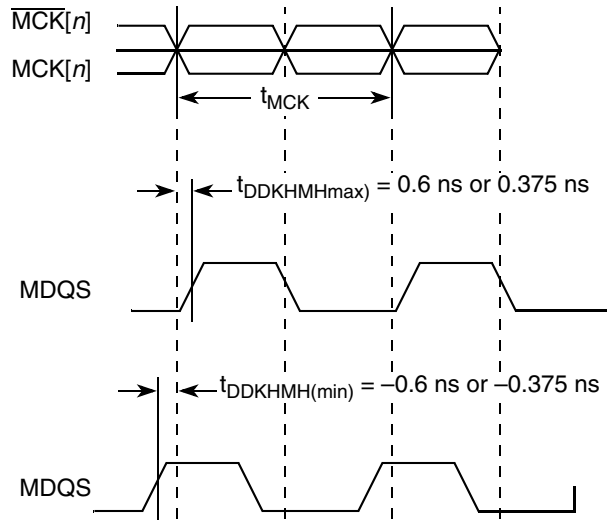 M̅C̅K̅[n]
MCK[n]
tMCK
tDDKHMHmax) = 0.6 ns or 0.375 ns
MDQS
tDDKHMH(min) = –0.6 ns or –0.375 ns
MDQS